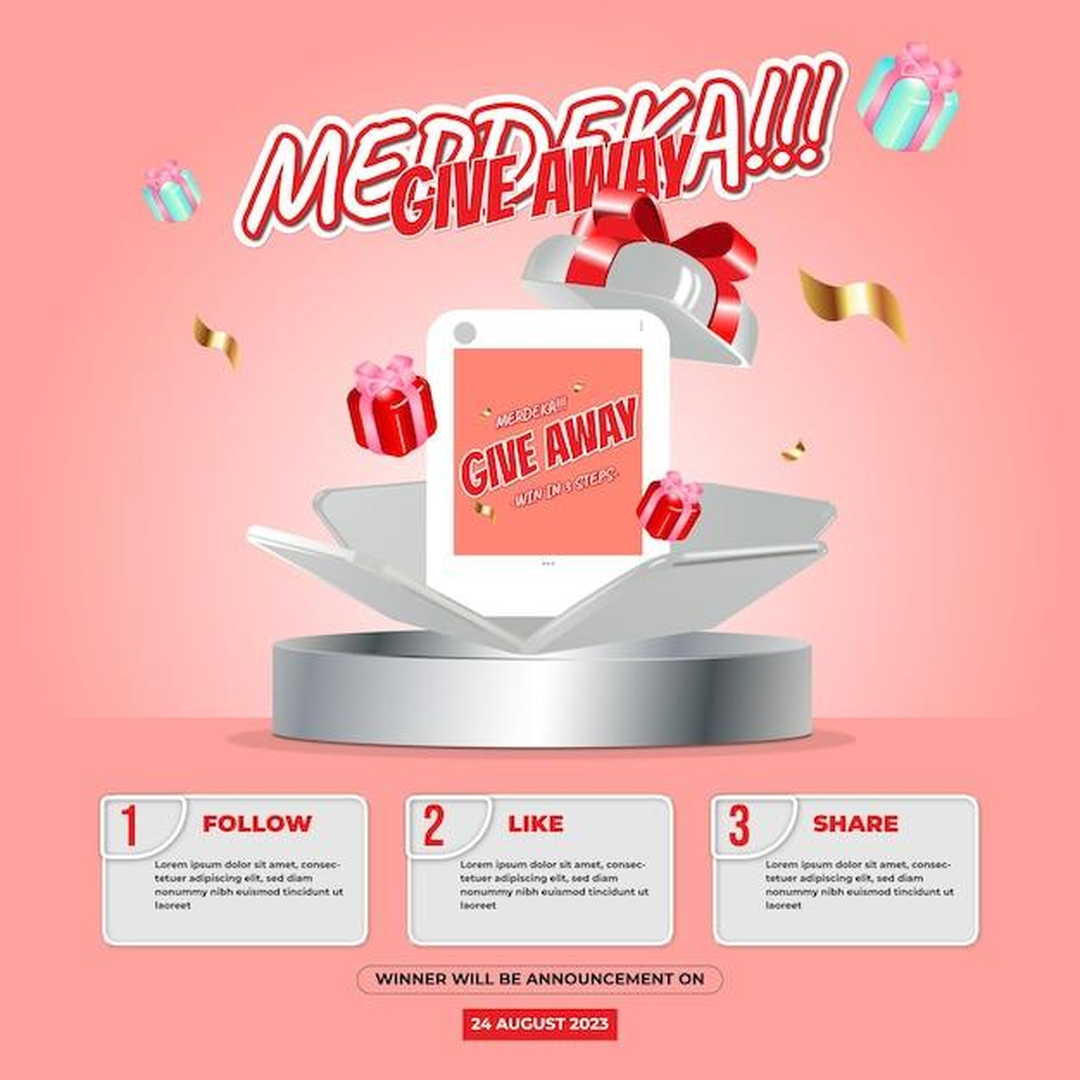 MERDEKA!!!
GIVE AWAY
MERDEKA!!!
GIVE AWAY
-WIN IN 3 STEPS-
1 FOLLOW
Lorem ipsum dolor sit amet, consec-
tetuer adipiscing elit, sed diam
nonummy nibh euismod tincidunt ut
laoreet
2 LIKE
Lorem ipsum dolor sit amet, consec-
tetuer adipiscing elit, sed diam
nonummy nibh euismod tincidunt ut
laoreet
3 SHARE
Lorem ipsum dolor sit amet, consec-
tetuer adipiscing elit, sed diam
nonummy nibh euismod tincidunt ut
laoreet
WINNER WILL BE ANNOUNCEMENT ON
24 AUGUST 2023